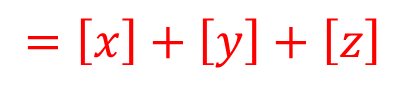 = [x] + [y] + [z]